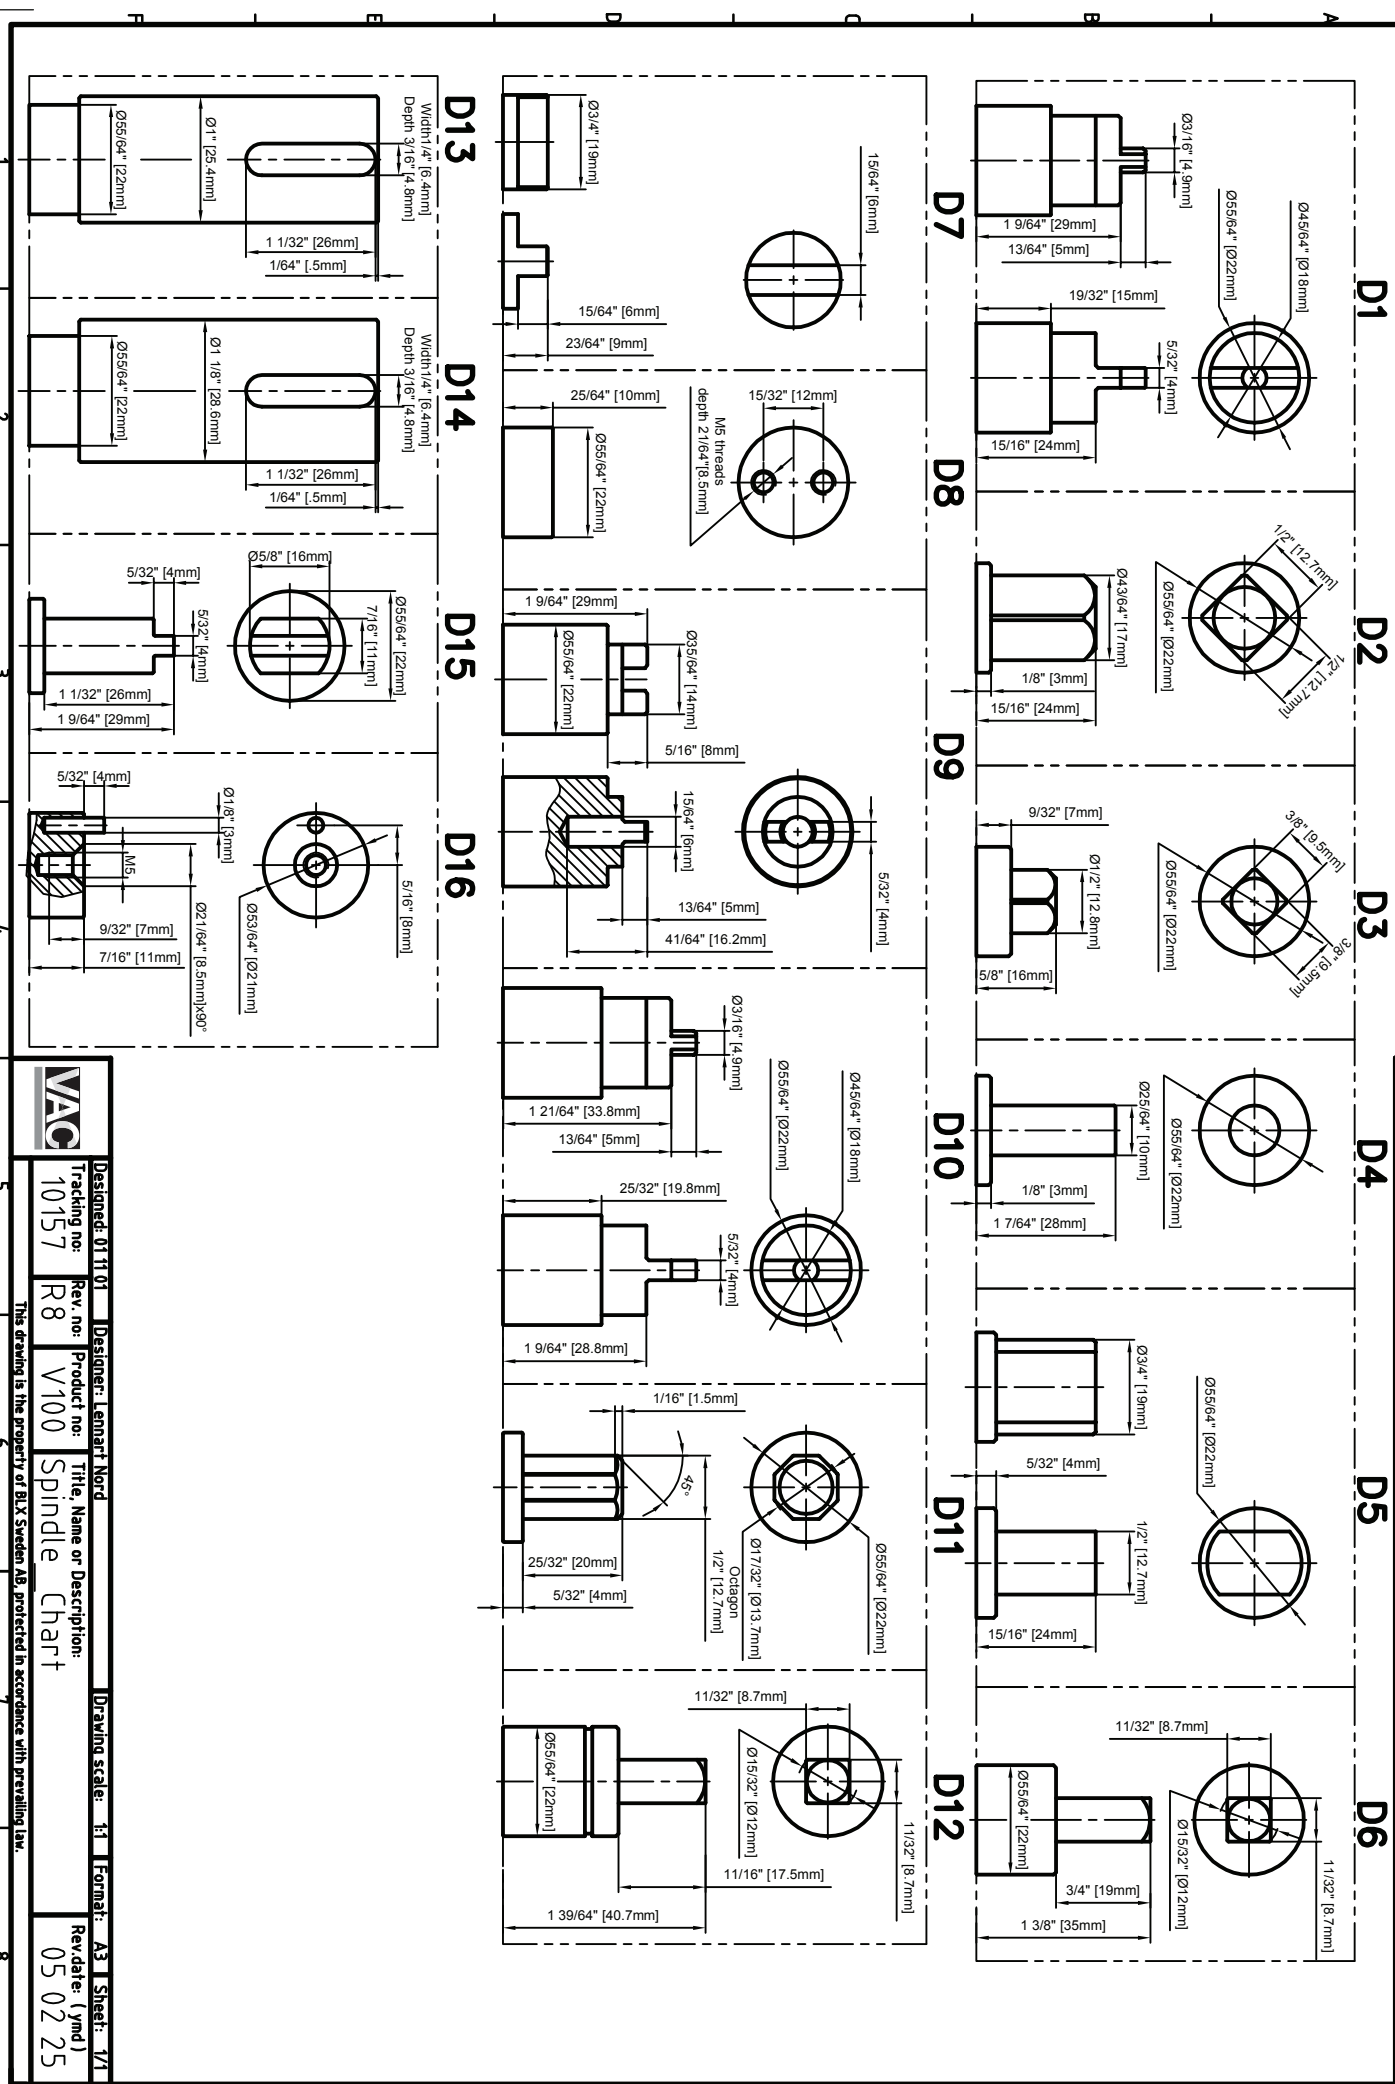 A
B
C
D
E
F
1
2
3
4
5
6
7
8
D1
Ø3/16" [4.9mm]
1 9/64" [29mm]
13/64" [5mm]
Ø55/64" [Ø22mm]
Ø45/64" [Ø18mm]
19/32" [15mm]
5/32" [4mm]
15/16" [24mm]
D2
1/2" [12.7mm]
1/2" [12.7mm]
Ø55/64" [Ø22mm]
Ø43/64" [17mm]
1/8" [3mm]
15/16" [24mm]
D3
3/8" [9.5mm]
3/8" [9.5mm]
Ø55/64" [Ø22mm]
9/32" [7mm]
Ø1/2" [12.8mm]
5/8" [16mm]
D4
Ø25/64" [10mm]
Ø55/64" [Ø22mm]
1/8" [3mm]
1 7/64" [28mm]
D5
Ø3/4" [19mm]
Ø55/64" [Ø22mm]
5/32" [4mm]
1/2" [12.7mm]
15/16" [24mm]
D6
11/32" [8.7mm]
11/32" [8.7mm]
Ø15/32" [Ø12mm]
Ø55/64" [22mm]
3/4" [19mm]
1 3/8" [35mm]
D7
Ø3/4" [19mm]
15/64" [6mm]
15/64" [6mm]
23/64" [9mm]
D8
25/64" [10mm]
15/32" [12mm]
M5 threads
depth 21/64"[8.5mm]
Ø55/64" [22mm]
D9
1 9/64" [29mm]
Ø55/64" [22mm]
Ø35/64" [14mm]
5/16" [8mm]
15/64" [6mm]
5/32" [4mm]
13/64" [5mm]
41/64" [16.2mm]
D10
Ø3/16" [4.9mm]
1 21/64" [33.8mm]
13/64" [5mm]
Ø55/64" [Ø22mm]
Ø45/64" [Ø18mm]
25/32" [19.8mm]
5/32" [4mm]
1 9/64" [28.8mm]
D11
1/16" [1.5mm]
45°
Ø55/64" [Ø22mm]
Ø17/32" [Ø13.7mm]
Octagon
1/2" [12.7mm]
25/32" [20mm]
5/32" [4mm]
D12
11/32" [8.7mm]
11/32" [8.7mm]
Ø15/32" [Ø12mm]
Ø55/64" [22mm]
11/16" [17.5mm]
1 39/64" [40.7mm]
D13
Width1/4" [6.4mm]
Depth 3/16" [4.8mm]
Ø1" [25.4mm]
Ø55/64" [22mm]
1 1/32" [26mm]
1/64" [.5mm]
D14
Width1/4" [6.4mm]
Depth 3/16" [4.8mm]
Ø1 1/8" [28.6mm]
Ø55/64" [22mm]
1 1/32" [26mm]
1/64" [.5mm]
D15
Ø5/8" [16mm]
Ø55/64" [22mm]
7/16" [11mm]
5/32" [4mm]
5/32" [4mm]
1 1/32" [26mm]
1 9/64" [29mm]
D16
5/32" [4mm]
Ø1/8" [3mm]
M5
5/16" [8mm]
Ø53/64" [Ø21mm]
Ø21/64" [8.5mm]x90°
9/32" [7mm]
7/16" [11mm]
VAC
Designed: 01 11 01
Designer: Lennart Nord
Drawing scale: 1:1
Format: A3
Sheet: 1/1
Tracking no:
10157
Rev. no:
R8
Product no:
V100
Title, Name or Description:
Spindle Chart
Rev.date: (ymd)
05 02 25
This drawing is the property of BLX Sweden AB, protected in accordance with prevailing law.